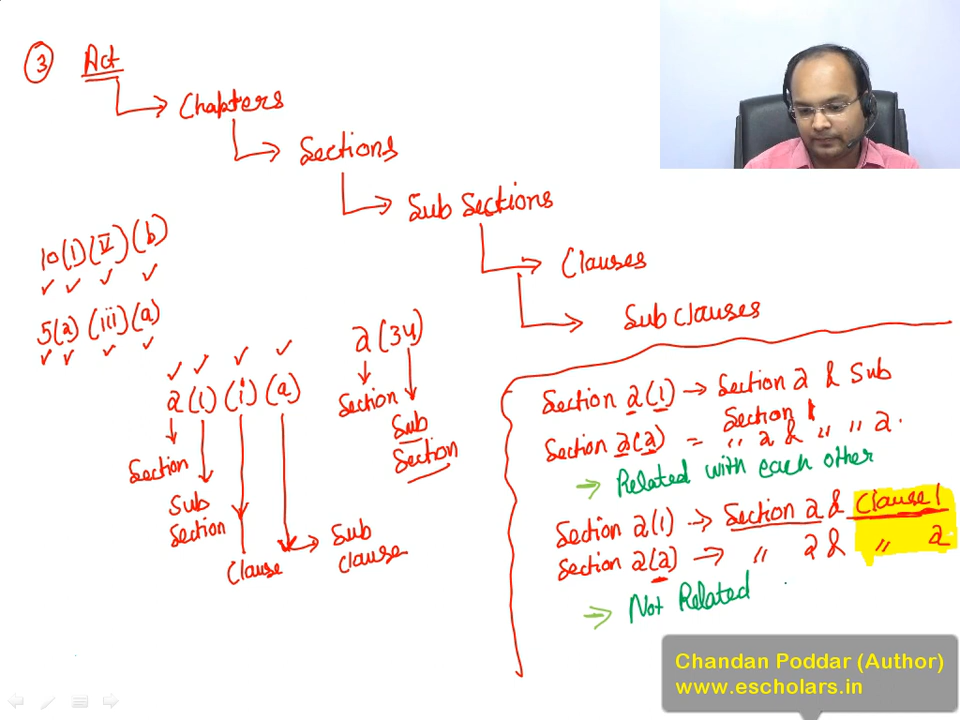 ③ Act
Chapters
Sections
Sub Sections
Clauses
Sub Clauses
10(1)(V)(b)
5(2)(iii)(a)
2(1)(i)(a)
Section
Sub
Section
Clause
Sub
Clause
2(34)
Section
Sub
Section
Section 2(1) → Section 2 & Sub
Section 1
Section 2(2) = " 2 & " " 2.
⇒ Related with each other
Section 2(1) → Section 2 & Clause 1
Section 2(2) → " 2 & " 2
⇒ Not Related
Chandan Poddar (Author)
www.escholars.in